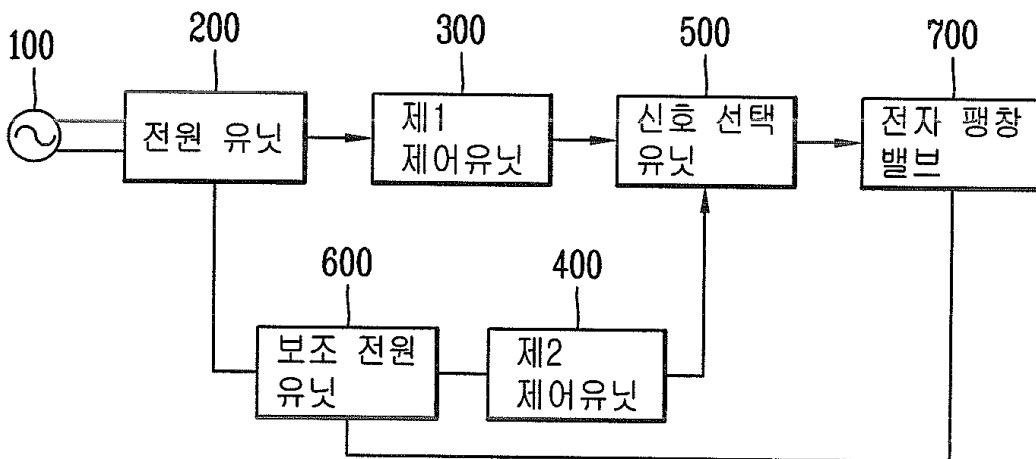 100
200
300
500
700
전원 유닛
제1
제어유닛
신호 선택
유닛
전자 팽창
밸브
600
400
보조 전원
유닛
제2
제어유닛